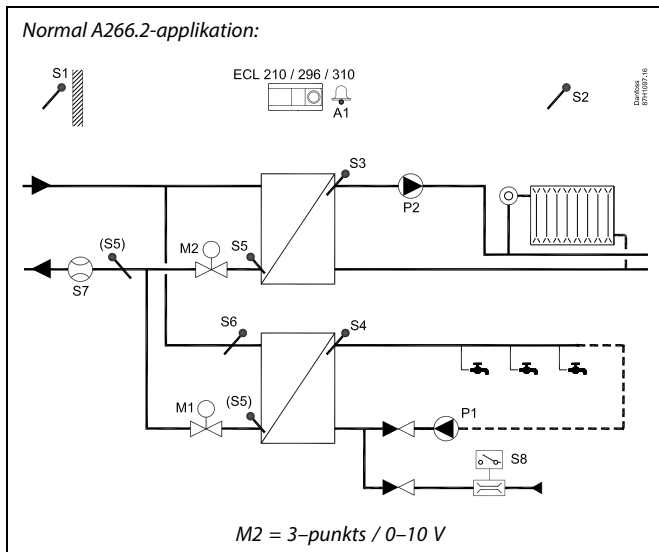 Normal A266.2-applikation:
S1
ECL 210 / 296 / 310
A1
S2
Danfoss
87H1097.16
S3
P2
(S5)
M2
S5
S7
S6
S4
M1
(S5)
P1
S8
M2 = 3–punkts / 0–10 V